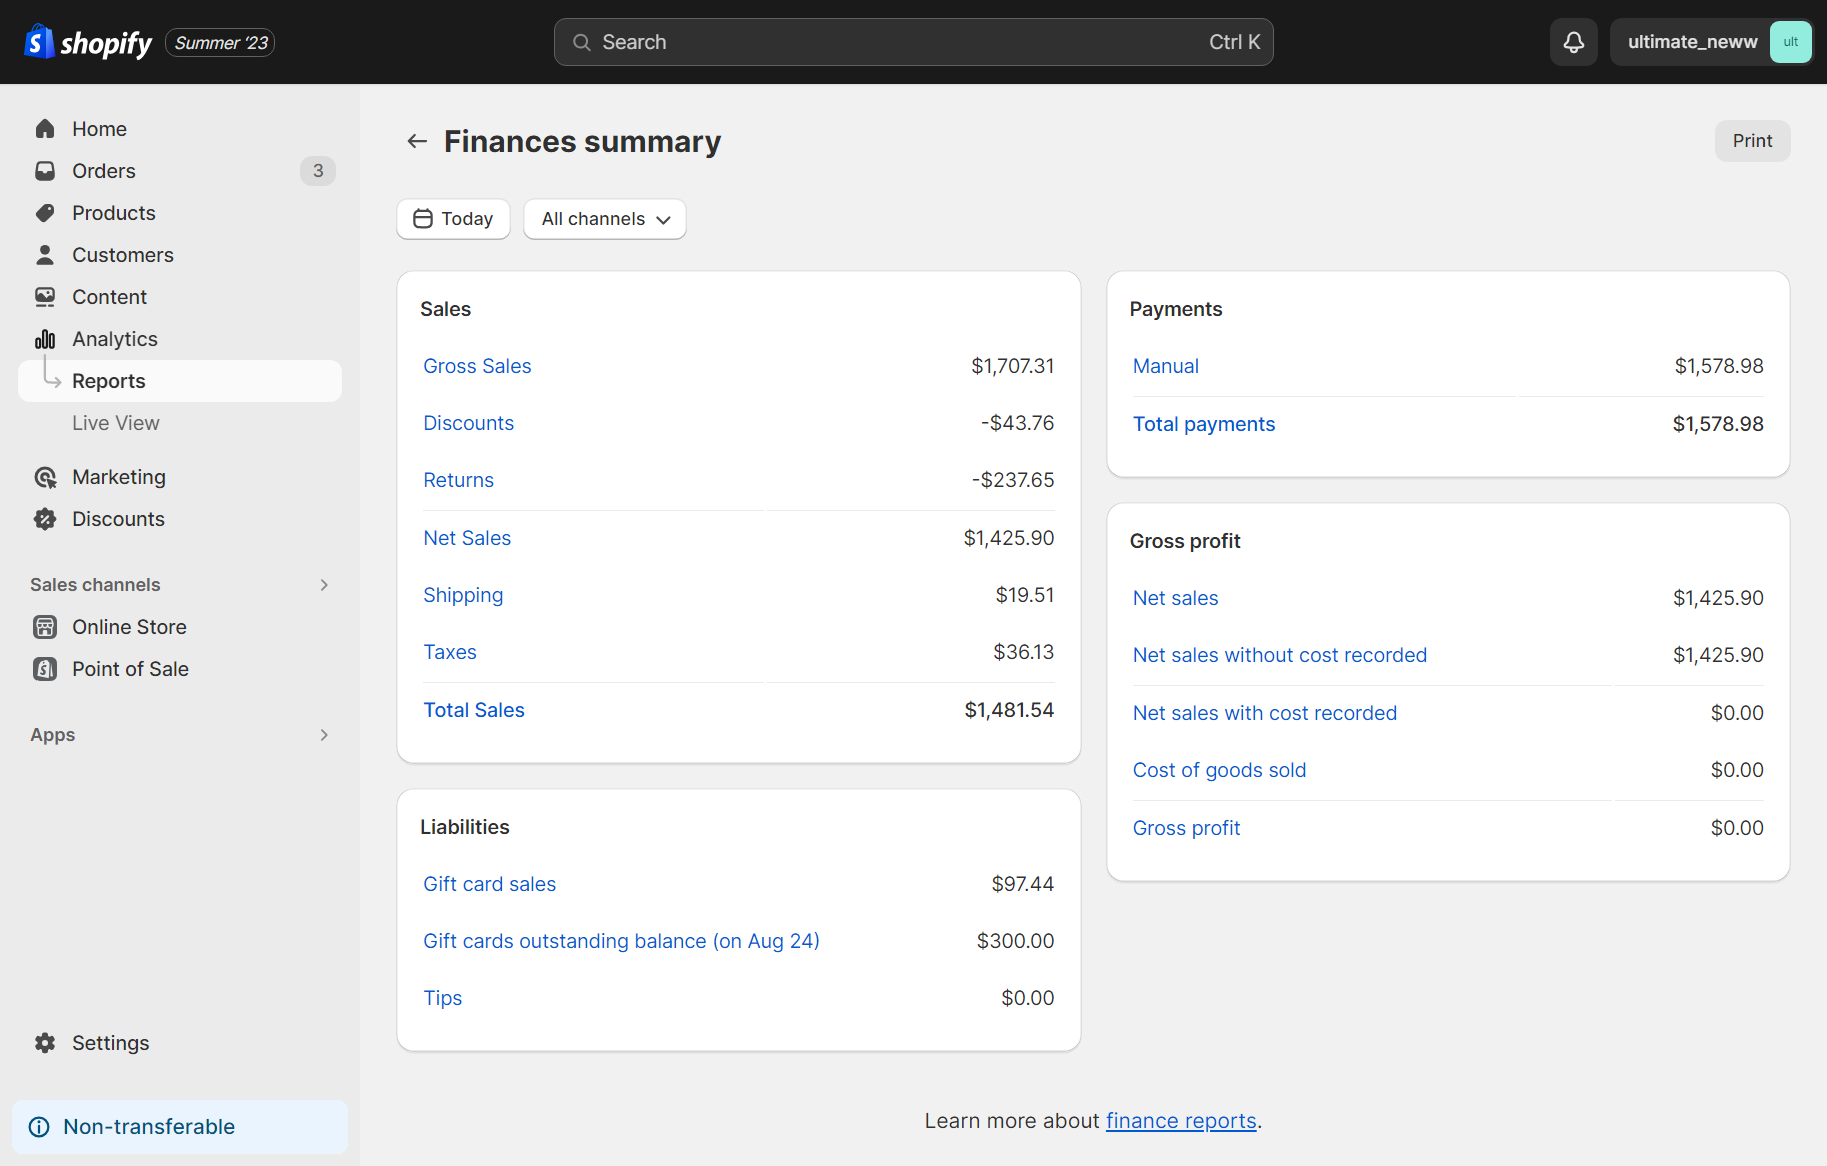 shopify
Summer ‘23
Search
Ctrl K
ultimate_neww
ult
Home
Orders
3
Products
Customers
Content
Analytics
Reports
Live View
Marketing
Discounts
Sales channels
Online Store
Point of Sale
Apps
Settings
Non-transferable
Finances summary
Print
Today
All channels
Sales
Gross Sales $1,707.31
Discounts -$43.76
Returns -$237.65
Net Sales $1,425.90
Shipping $19.51
Taxes $36.13
Total Sales $1,481.54
Liabilities
Gift card sales $97.44
Gift cards outstanding balance (on Aug 24) $300.00
Tips $0.00
Payments
Manual $1,578.98
Total payments $1,578.98
Gross profit
Net sales $1,425.90
Net sales without cost recorded $1,425.90
Net sales with cost recorded $0.00
Cost of goods sold $0.00
Gross profit $0.00
Learn more about finance reports.